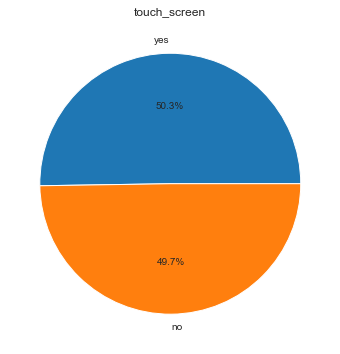 touch_screen
yes
50.3%
49.7%
no